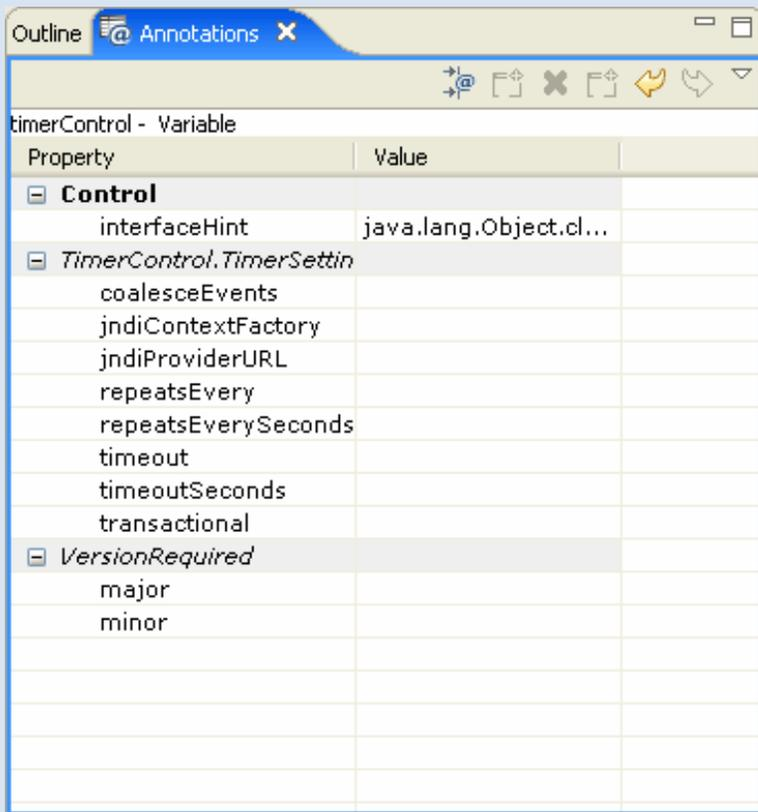 Outline Annotations
timerControl - Variable
Property Value
Control
interfaceHint java.lang.Object.cl...
TimerControl.TimerSettin
coalesceEvents
jndiContextFactory
jndiProviderURL
repeatsEvery
repeatsEverySeconds
timeout
timeoutSeconds
transactional
VersionRequired
major
minor